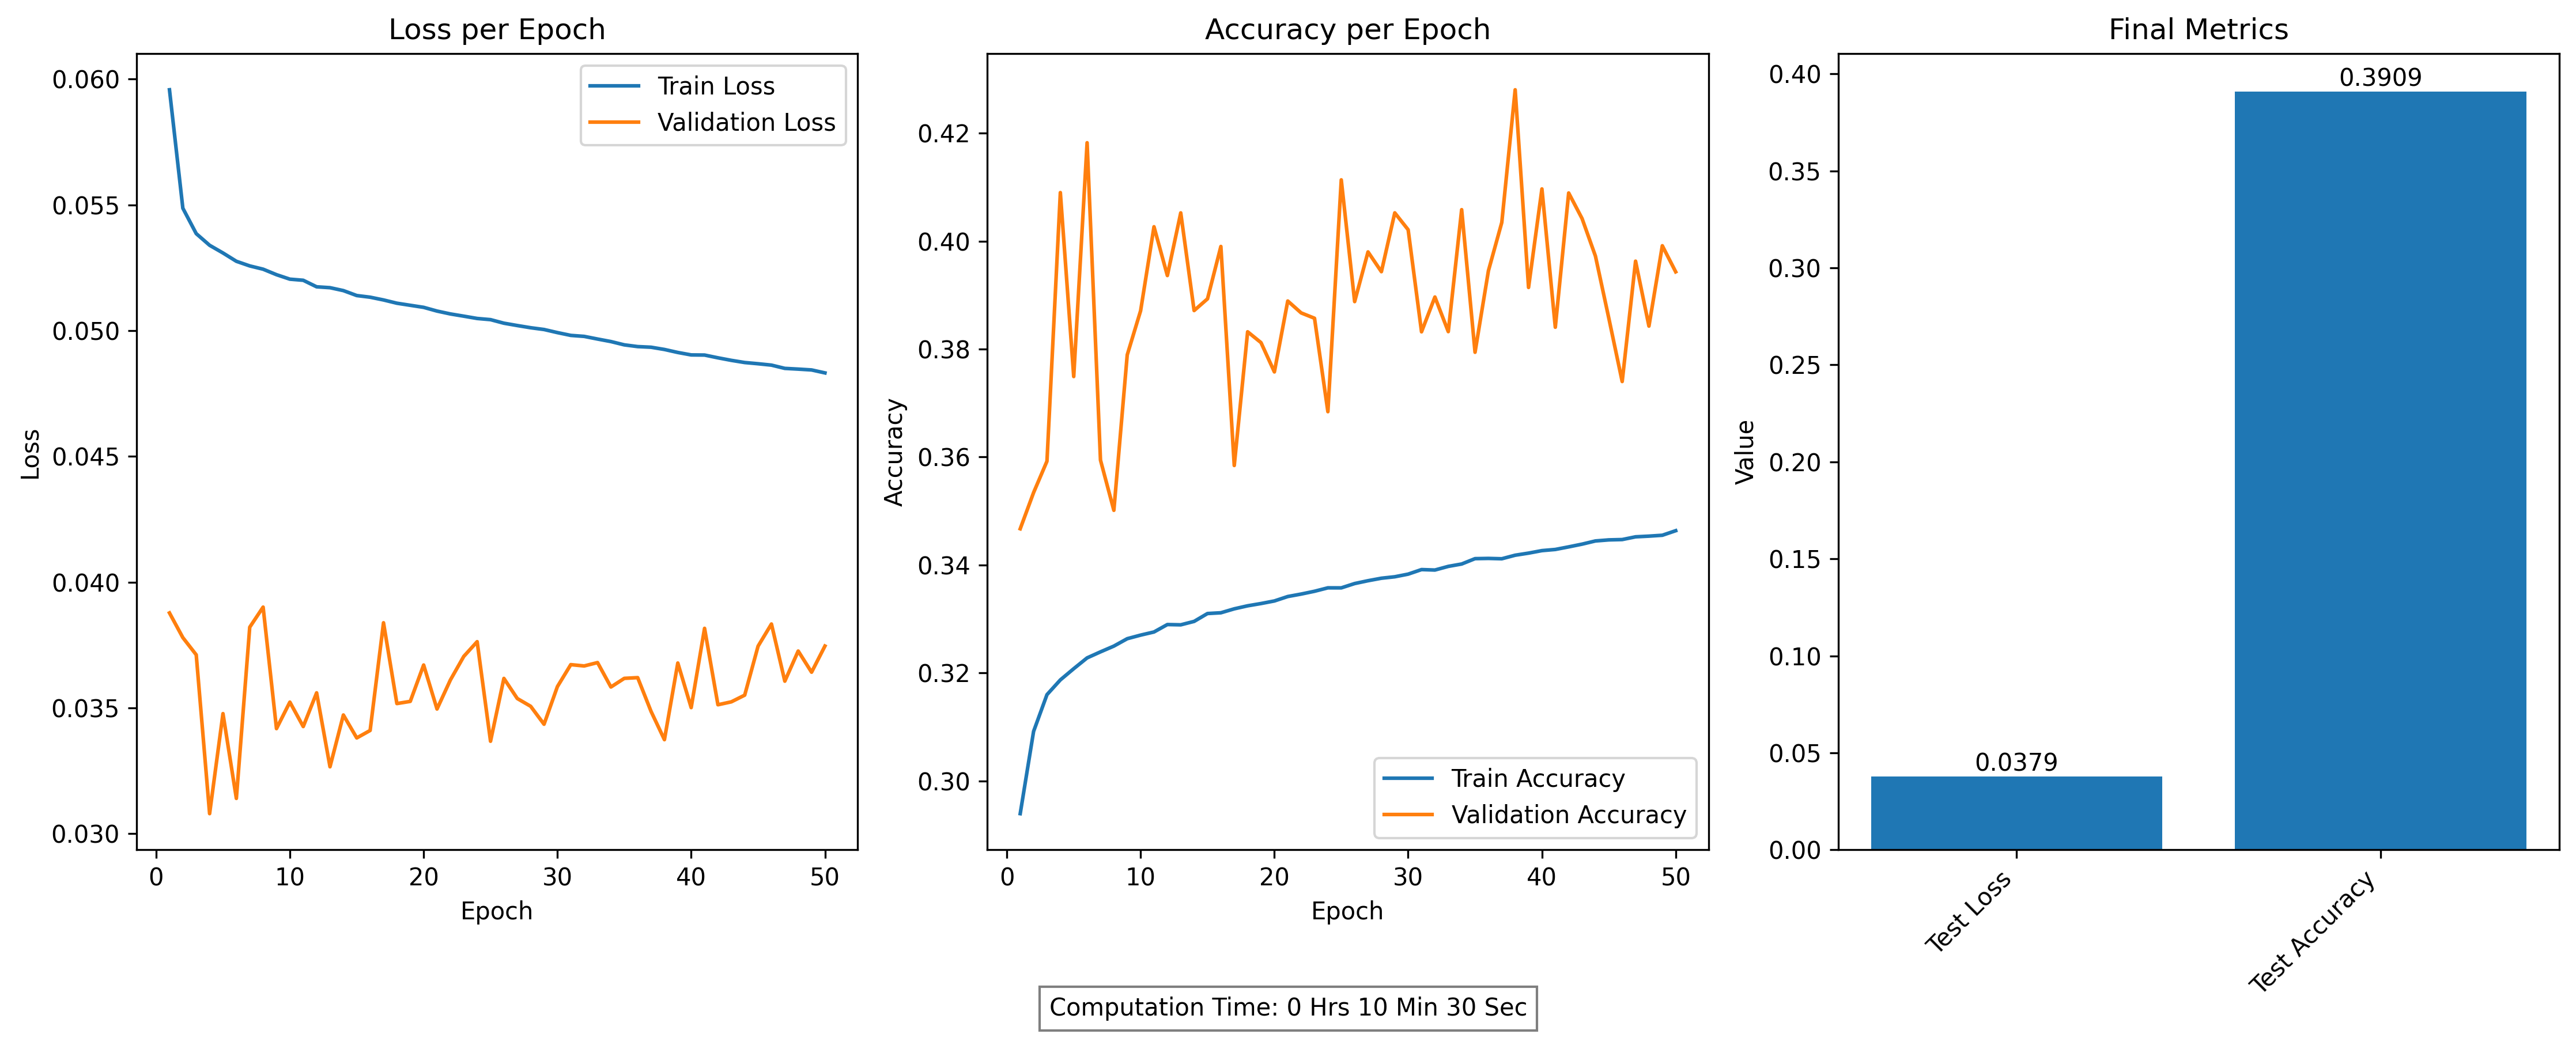 Loss per Epoch
0.060
0.055
0.050
0.045
0.040
0.035
0.030
Loss
0 10 20 30 40 50
Epoch
Train Loss
Validation Loss
Accuracy per Epoch
0.42
0.40
0.38
0.36
0.34
0.32
0.30
Accuracy
0 10 20 30 40 50
Epoch
Train Accuracy
Validation Accuracy
Final Metrics
0.40
0.35
0.30
0.25
0.20
0.15
0.10
0.05
0.00
Value
0.0379
0.3909
Test Loss
Test Accuracy
Computation Time: 0 Hrs 10 Min 30 Sec